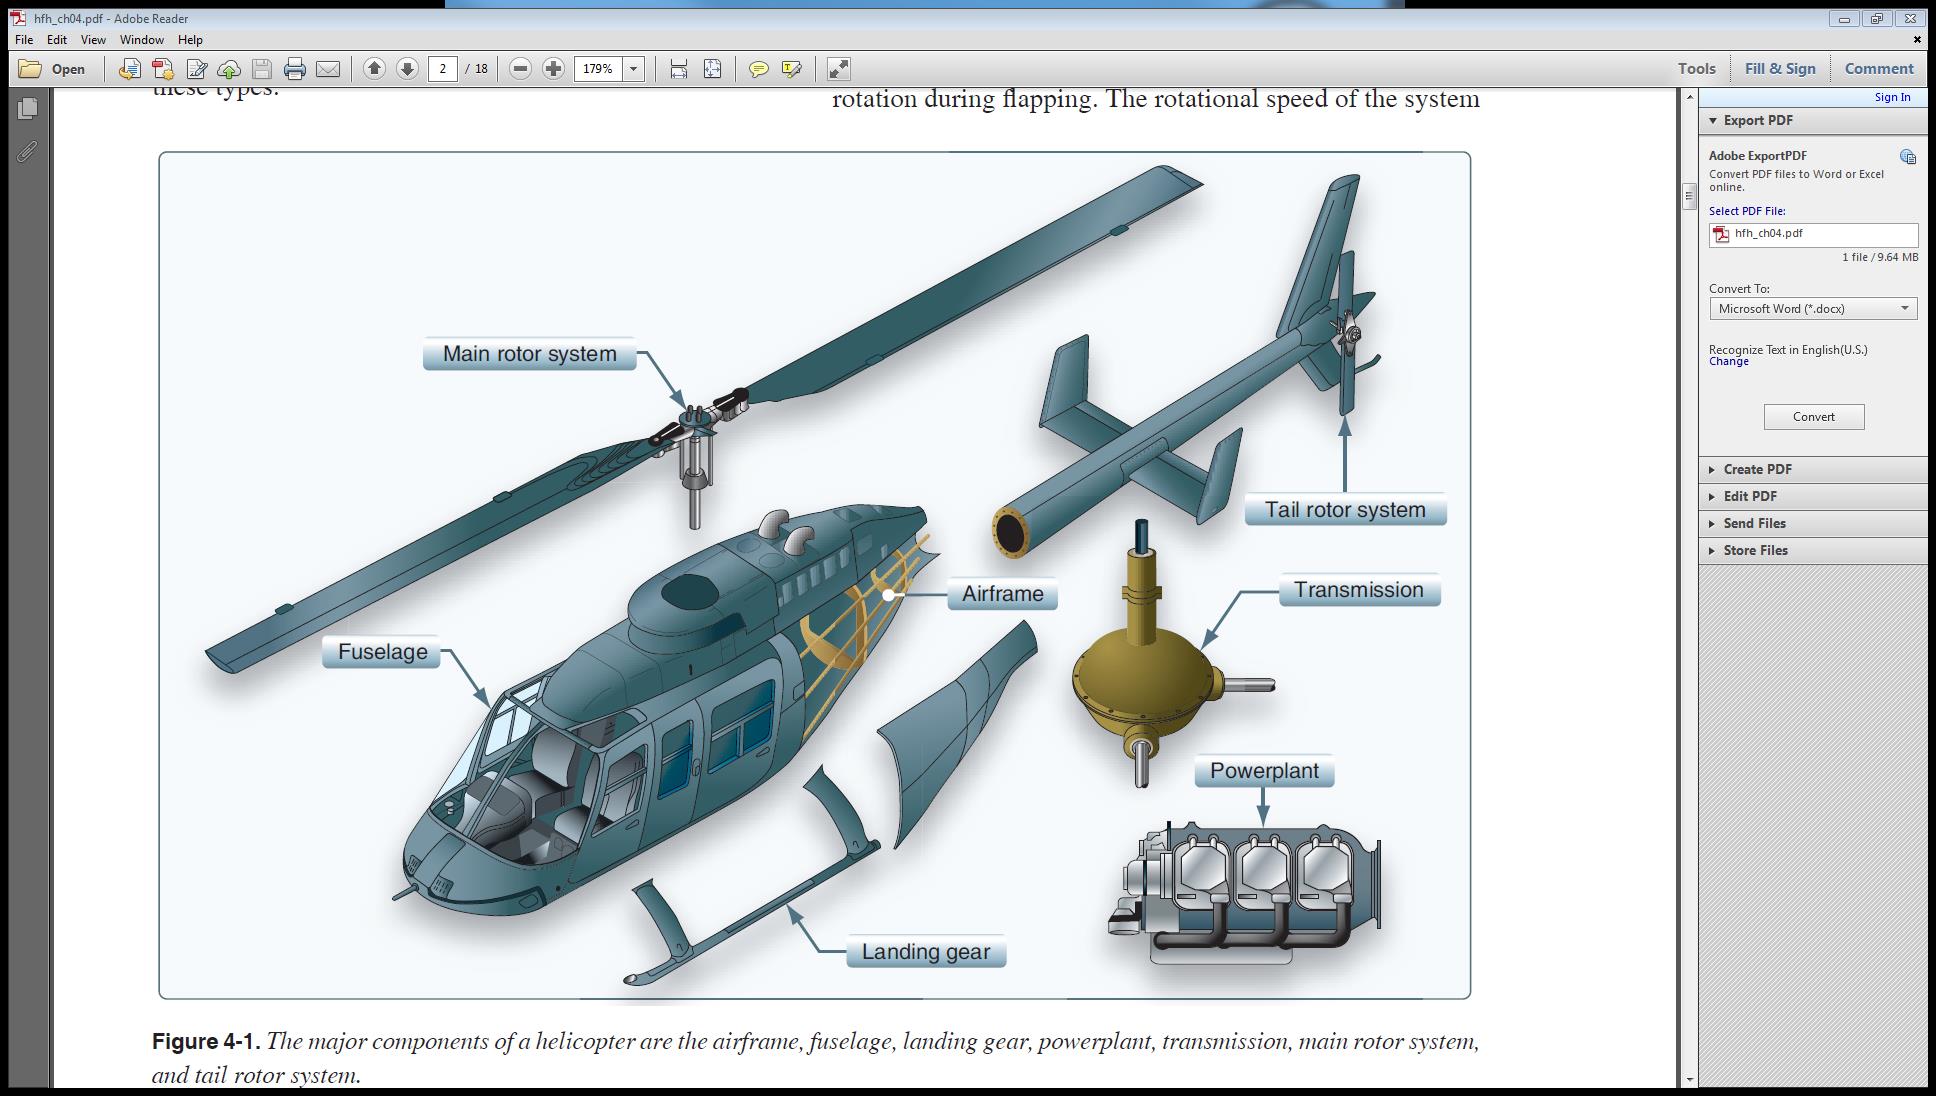 hfh_ch04.pdf - Adobe Reader
File Edit View Window Help
Open 2 / 18 179% Tools Fill & Sign Comment
these types.
rotation during flapping. The rotational speed of the system
Main rotor system
Tail rotor system
Airframe
Transmission
Fuselage
Powerplant
Landing gear
Figure 4-1. The major components of a helicopter are the airframe, fuselage, landing gear, powerplant, transmission, main rotor system,
and tail rotor system.
Sign In
Export PDF
Adobe ExportPDF
Convert PDF files to Word or Excel
online.
Select PDF File:
hfh_ch04.pdf
1 file / 9.64 MB
Convert To:
Microsoft Word (*.docx)
Recognize Text in English(U.S.)
Change
Convert
Create PDF
Edit PDF
Send Files
Store Files